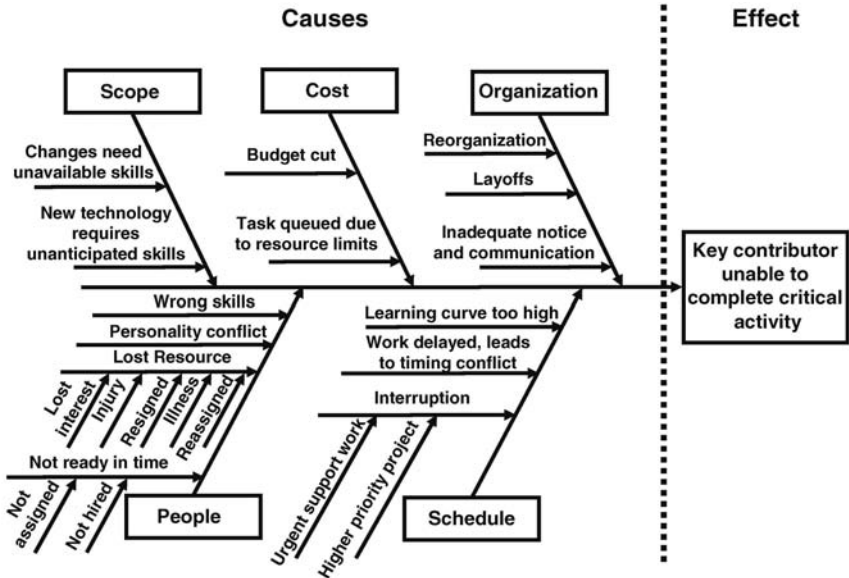 Causes
Effect
Scope
Cost
Organization
Changes need
unavailable skills
New technology
requires
unanticipated skills
Budget cut
Task queued due
to resource limits
Reorganization
Layoffs
Inadequate notice
and communication
Key contributor
unable to
complete critical
activity
Wrong skills
Personality conflict
Lost Resource
Lost
interest
Injury
Resigned
Illness
Reassigned
Not ready in time
Not
assigned
Not hired
People
Learning curve too high
Work delayed, leads
to timing conflict
Interruption
Urgent support work
Higher priority project
Schedule